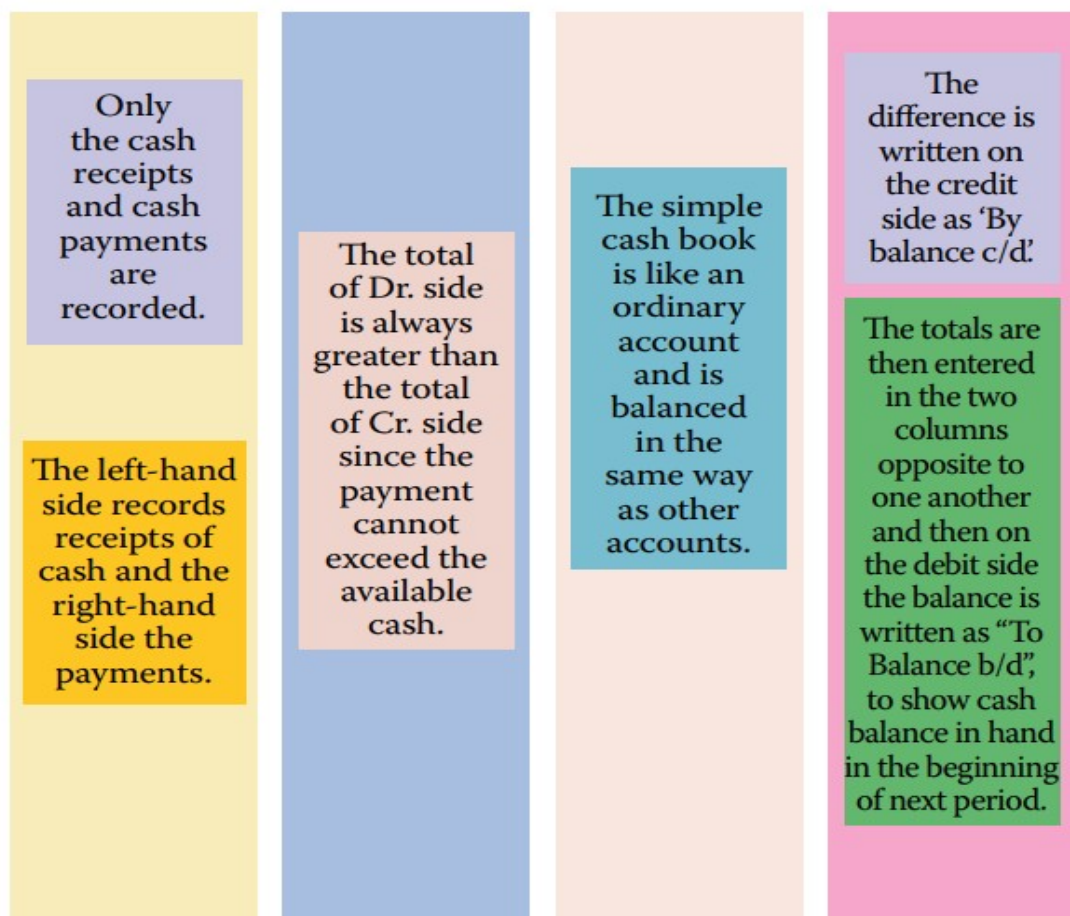 Only
the cash
receipts
and cash
payments
are
recorded.
The left-hand
side records
receipts of
cash and the
right-hand
side the
payments.
The total
of Dr. side
is always
greater than
the total
of Cr. side
since the
payment
cannot
exceed the
available
cash.
The simple
cash book
is like an
ordinary
account
and is
balanced
in the
same way
as other
accounts.
The
difference is
written on
the credit
side as ‘By
balance c/d’.
The totals are
then entered
in the two
columns
opposite to
one another
and then on
the debit side
the balance is
written as “To
Balance b/d”,
to show cash
balance in hand
in the beginning
of next period.